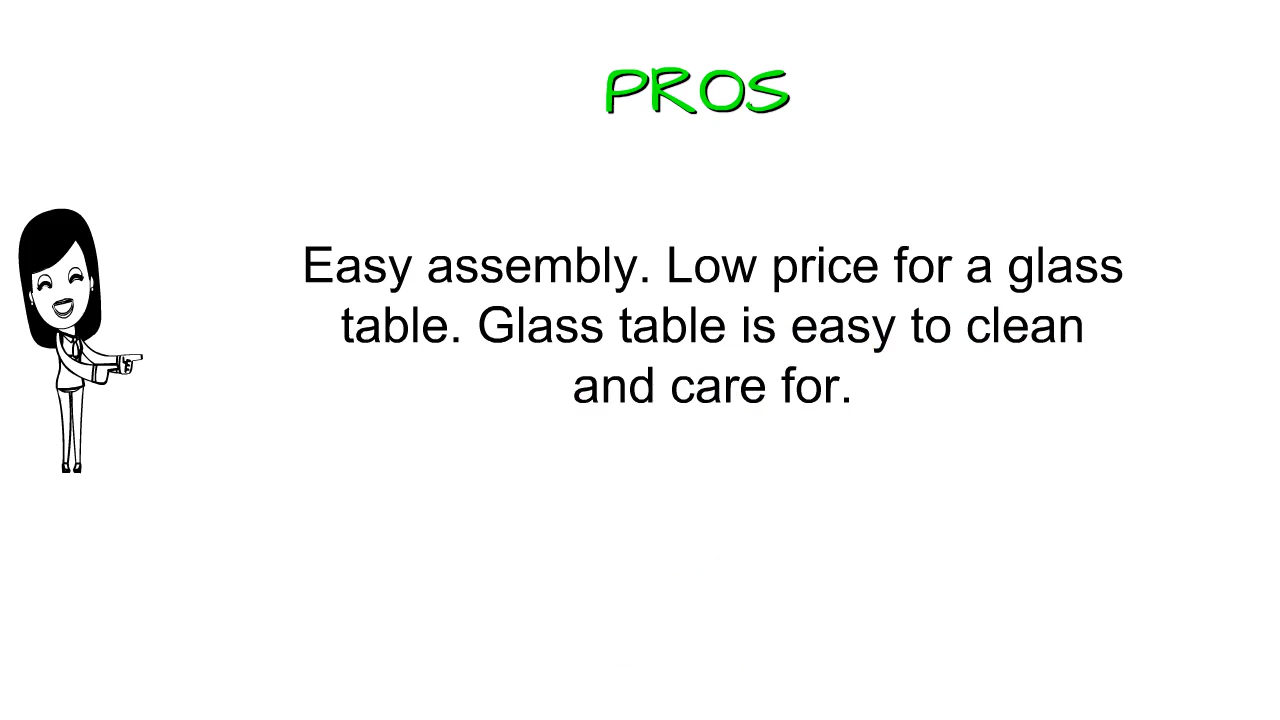 PROS
Easy assembly. Low price for a glass
table. Glass table is easy to clean
and care for.